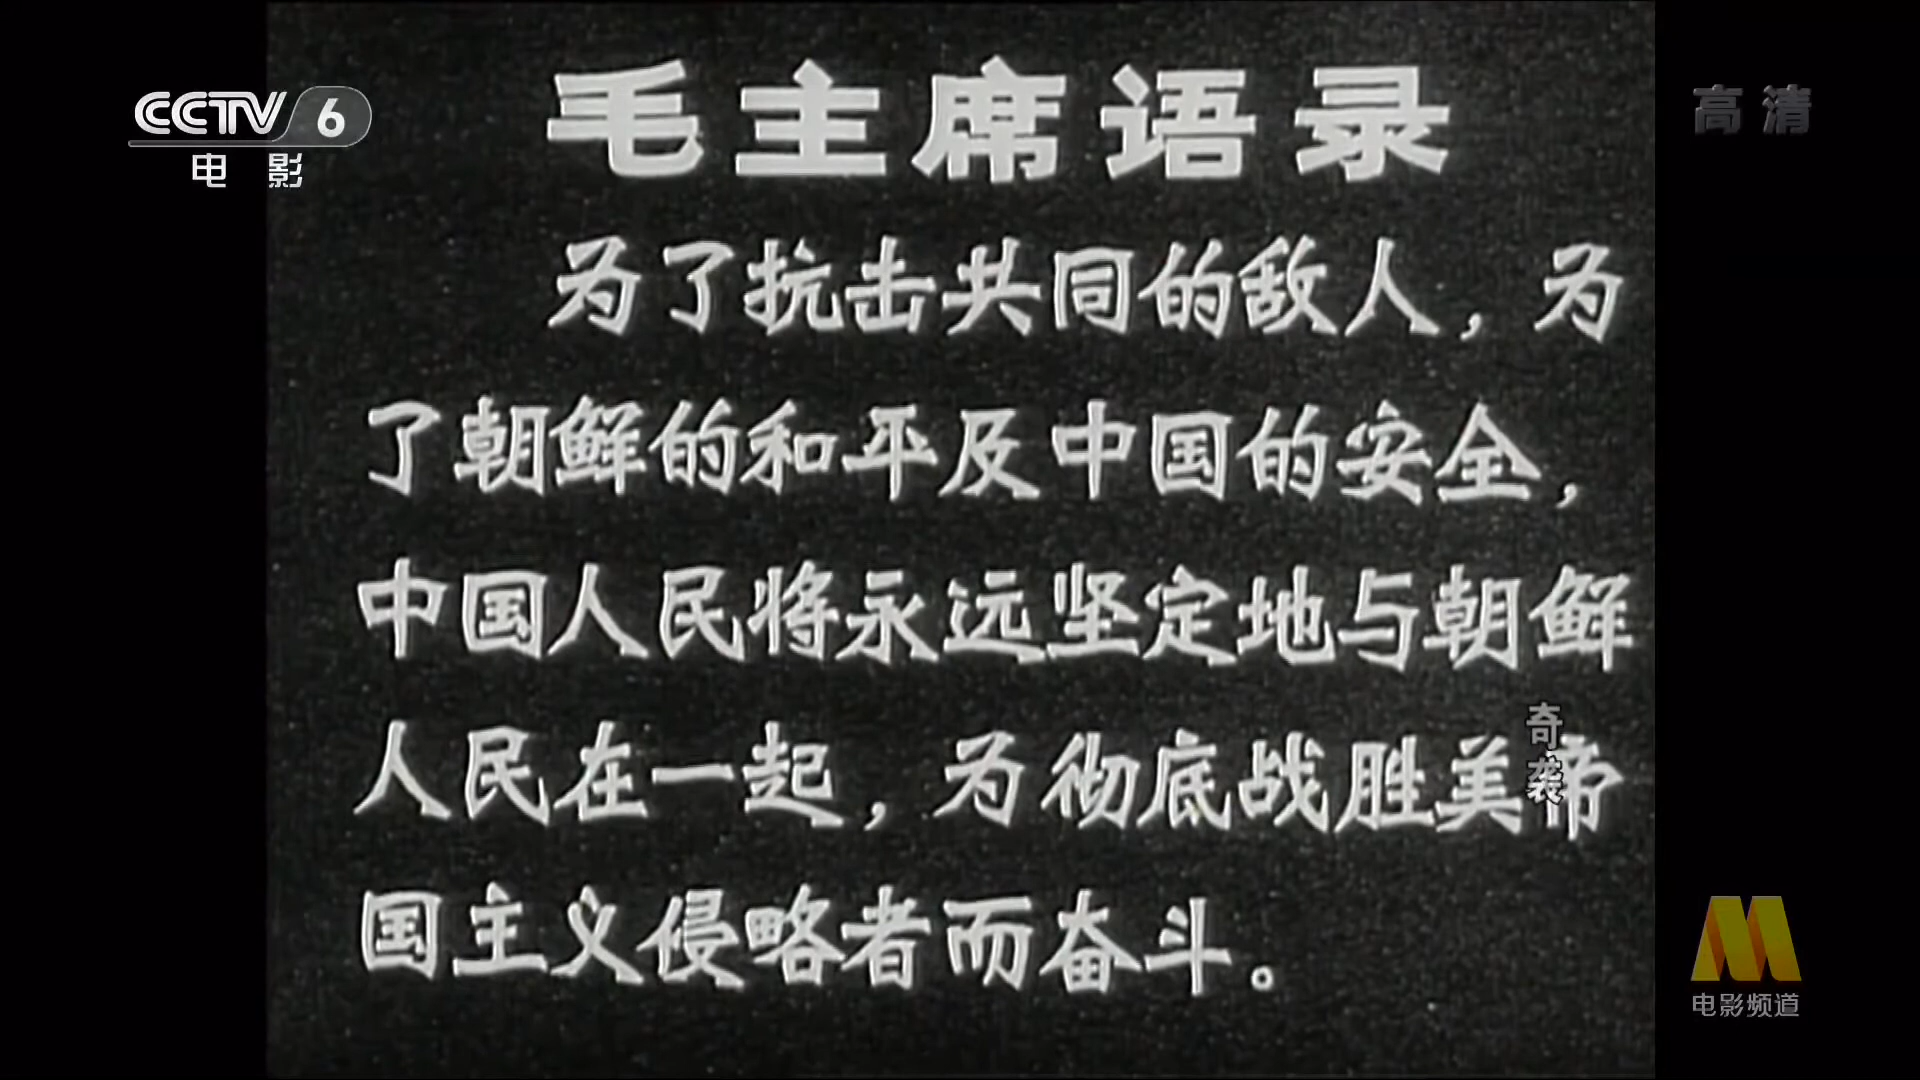 毛主席语录
CCTV 6
电影
高清
为了抗击共同的敌人，为
了朝鲜的和平及中国的安全，
中国人民将永远坚定地与朝鲜
人民在一起，为彻底战胜美帝
国主义侵略者而奋斗。
奇袭
电影频道